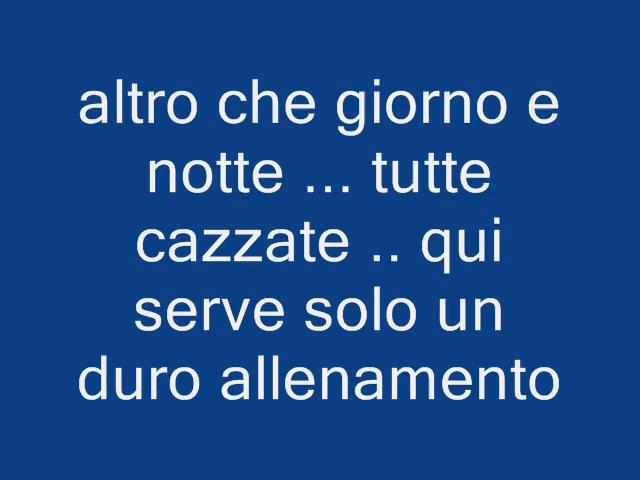 altro che giorno e
notte ... tutte
cazzate .. qui
serve solo un
duro allenamento